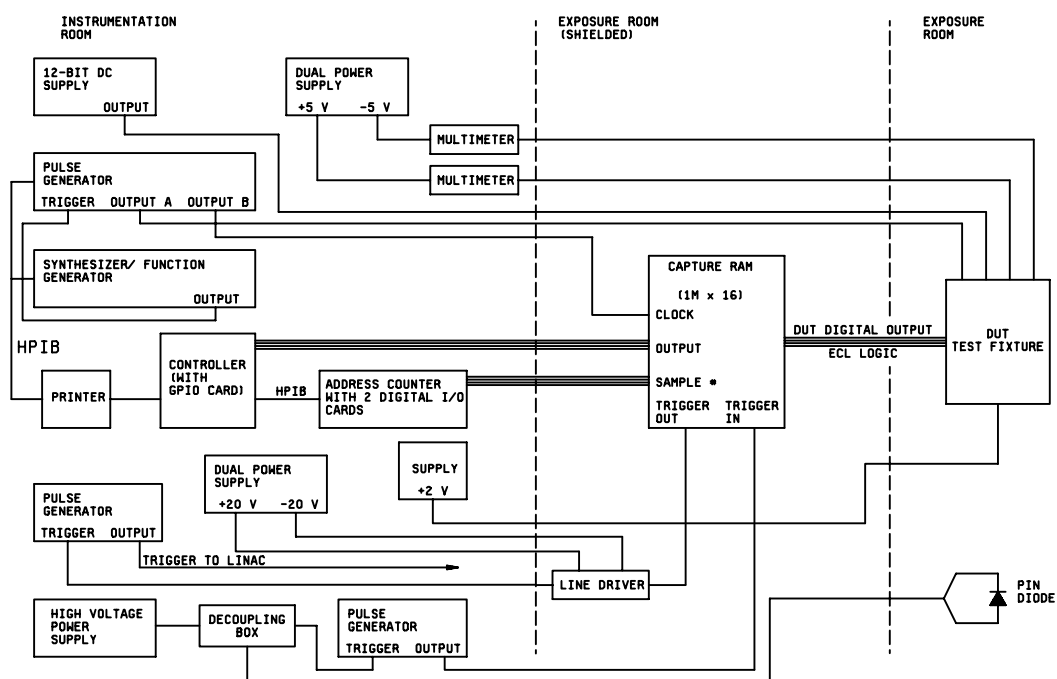 INSTRUMENTATION
ROOM
EXPOSURE ROOM
(SHIELDED)
EXPOSURE
ROOM
12-BIT DC
SUPPLY
OUTPUT
DUAL POWER
SUPPLY
+5 V -5 V
MULTIMETER
MULTIMETER
PULSE
GENERATOR
TRIGGER OUTPUT A OUTPUT B
SYNTHESIZER/ FUNCTION
GENERATOR
OUTPUT
CAPTURE RAM
(1M x 16)
CLOCK
OUTPUT
SAMPLE *
TRIGGER
OUT
TRIGGER
IN
DUT DIGITAL OUTPUT
ECL LOGIC
DUT
TEST FIXTURE
HPIB
PRINTER
CONTROLLER
(WITH
GPIO CARD)
HPIB
ADDRESS COUNTER
WITH 2 DIGITAL I/O
CARDS
DUAL POWER
SUPPLY
+20 V -20 V
SUPPLY
+2 V
PULSE
GENERATOR
TRIGGER OUTPUT
TRIGGER TO LINAC
LINE DRIVER
PIN
DIODE
HIGH VOLTAGE
POWER
SUPPLY
DECOUPLING
BOX
PULSE
GENERATOR
TRIGGER OUTPUT